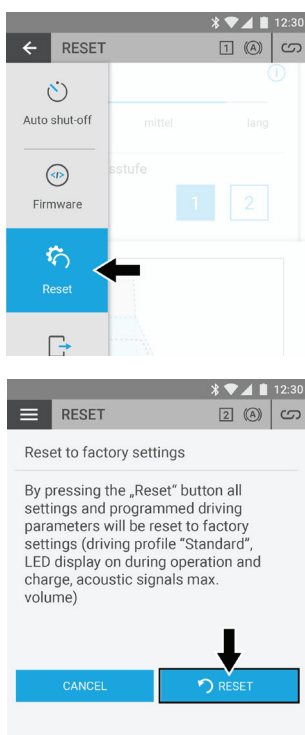 12:30
RESET
1 (A)
Auto shut-off
mittel lang
sstufe
</>
Firmware
1 2
Reset
12:30
RESET
2 (A)
Reset to factory settings
By pressing the „Reset“ button all
settings and programmed driving
parameters will be reset to factory
settings (driving profile “Standard”,
LED display on during operation and
charge, acoustic signals max.
volume)
CANCEL
RESET